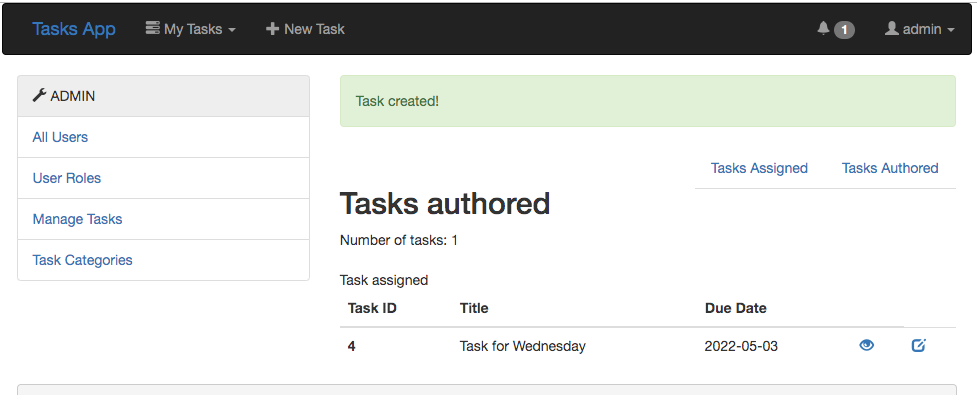 Tasks App My Tasks New Task 1 admin
ADMIN
All Users
User Roles
Manage Tasks
Task Categories
Task created!
Tasks Assigned Tasks Authored
Tasks authored
Number of tasks: 1
Task assigned
Task ID Title Due Date
4 Task for Wednesday 2022-05-03